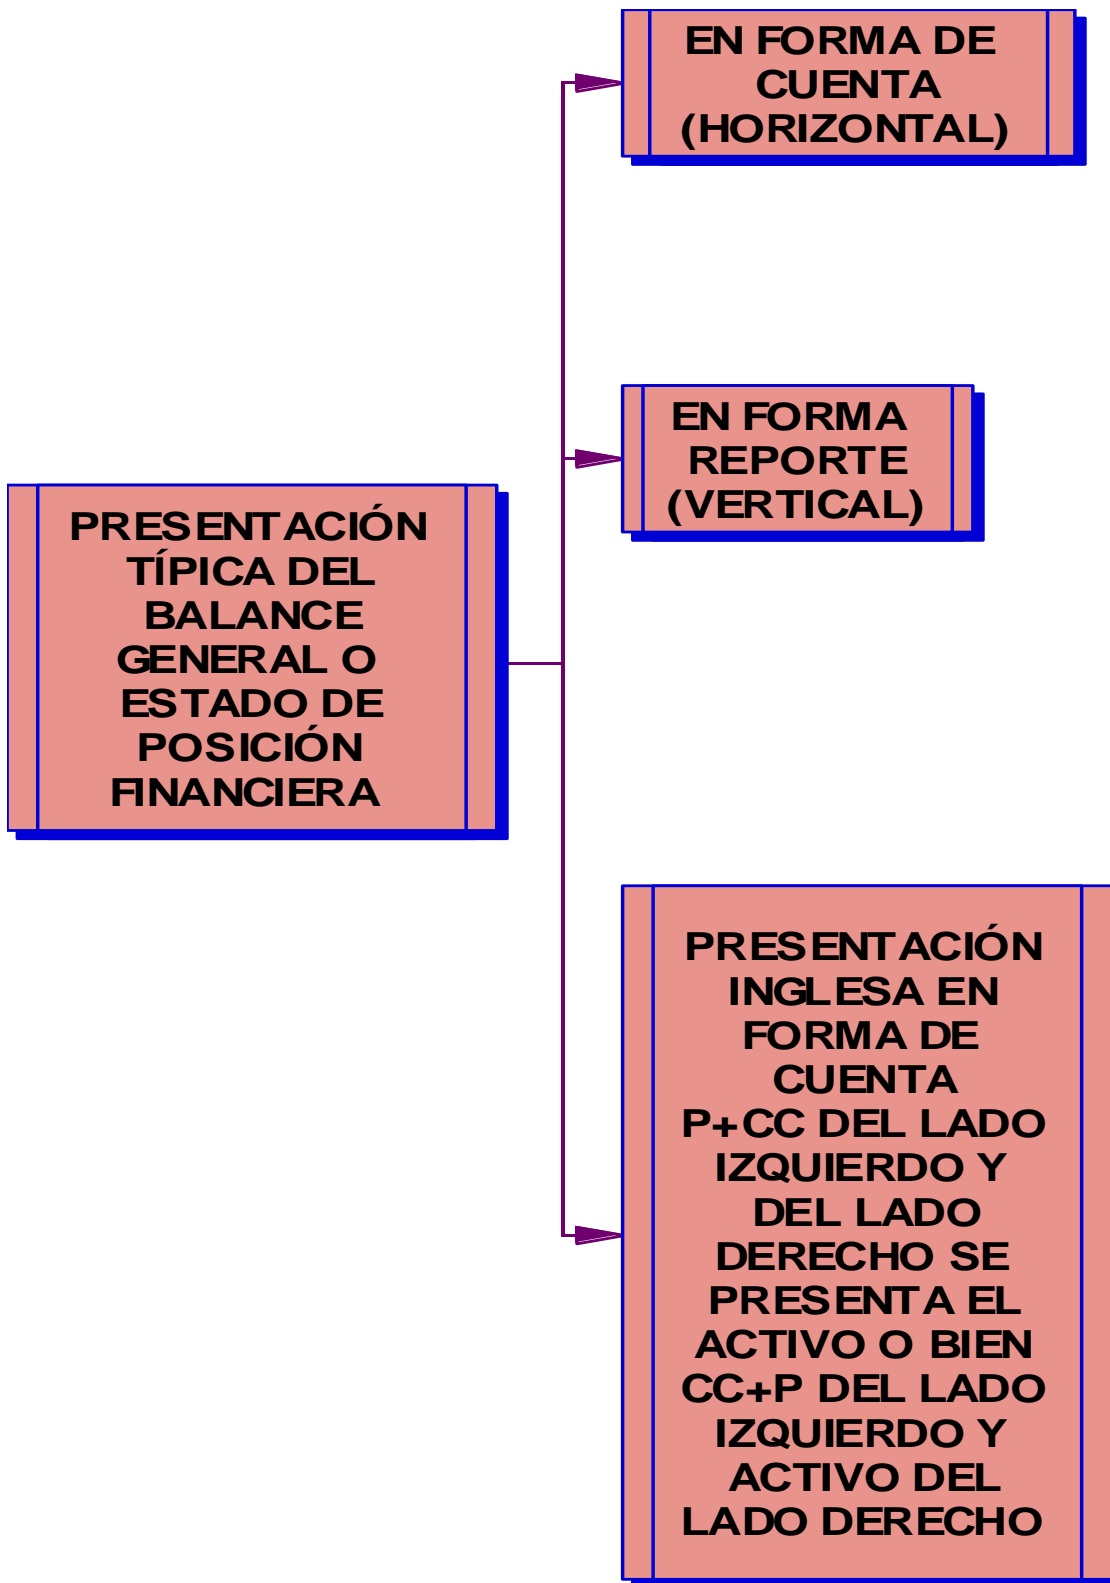 EN FORMA DE
CUENTA
(HORIZONTAL)
EN FORMA
REPORTE
(VERTICAL)
PRESENTACIÓN
TÍPICA DEL
BALANCE
GENERAL O
ESTADO DE
POSICIÓN
FINANCIERA
PRESENTACIÓN
INGLESA EN
FORMA DE
CUENTA
P+CC DEL LADO
IZQUIERDO Y
DEL LADO
DERECHO SE
PRESENTA EL
ACTIVO O BIEN
CC+P DEL LADO
IZQUIERDO Y
ACTIVO DEL
LADO DERECHO